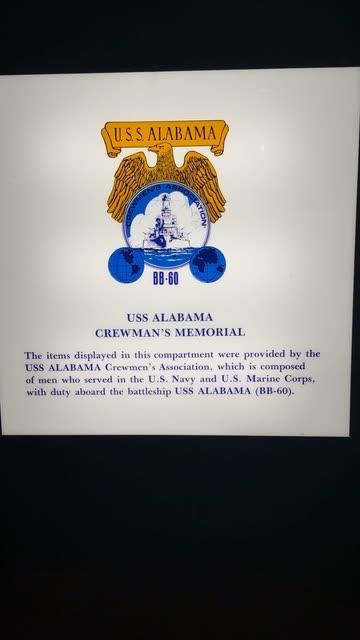 U.S.S. ALABAMA
CREWMEN'S ASSOCIATION
BB-60
USS ALABAMA
CREWMAN'S MEMORIAL
The items displayed in this compartment were provided by the
USS ALABAMA Crewmen's Association, which is composed
of men who served in the U.S. Navy and U.S. Marine Corps,
with duty aboard the battleship USS ALABAMA (BB-60).